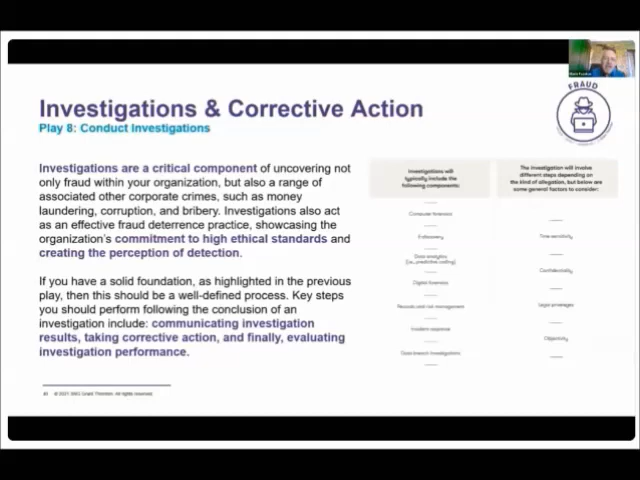 FRAUD
Investigations & Corrective Action
Play 8: Conduct Investigations
Investigations are a critical component of uncovering not
only fraud within your organization, but also a range of
associated other corporate crimes, such as money
laundering, corruption, and bribery. Investigations also act
as an effective fraud deterrence practice, showcasing the
organization's commitment to high ethical standards and
creating the perception of detection.
If you have a solid foundation, as highlighted in the previous
play, then this should be a well-defined process. Key steps
you should perform following the conclusion of an
investigation include: communicating investigation
results, taking corrective action, and finally, evaluating
investigation performance.
Investigations will
typically include the
following components:
Computer forensics
E-discovery
Data analytics
(i.e., predictive coding)
Digital forensics
Records and risk management
Incident response
Data breach investigations
The investigation will involve
different steps depending on
the kind of allegation, but below are
some general factors to consider:
Time-sensitivity
Confidentiality
Legal privileges
Objectivity
Grant Thornton. All rights reserved.